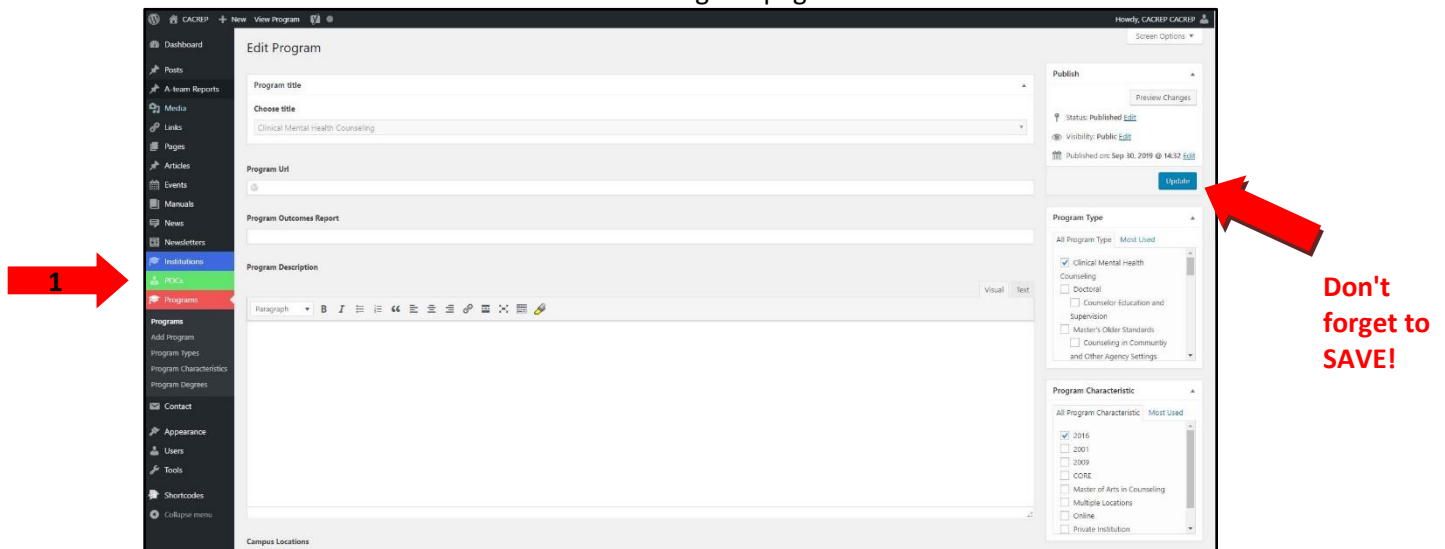 CACREP + New View Program Howdy, CACREP CACREP
Screen Options
Dashboard
Posts
A-team Reports
Media
Links
Pages
Articles
Events
Manuals
News
Newsletters
Institutions
POCs
Programs
Programs
Add Program
Program Types
Program Characteristics
Program Degrees
Contact
Appearance
Users
Tools
Shortcodes
Collapse menu
1
Edit Program
Program title
Choose title
Clinical Mental Health Counseling
Program Url
Program Outcomes Report
Program Description
Visual Text
Paragraph B I
Campus Locations
Publish
Preview Changes
Status: Published Edit
Visibility: Public Edit
Published on: Sep 30, 2019 @ 14:32 Edit
Update
Program Type
All Program Type Most Used
Clinical Mental Health
Counseling
Doctoral
Counselor Education and
Supervision
Master's Older Standards
Counseling in Communtiy
and Other Agency Settings
Program Characteristic
All Program Characteristic Most Used
2016
2001
2009
CORE
Master of Arts in Counseling
Multiple Locations
Online
Private Institution
Don't
forget to
SAVE!